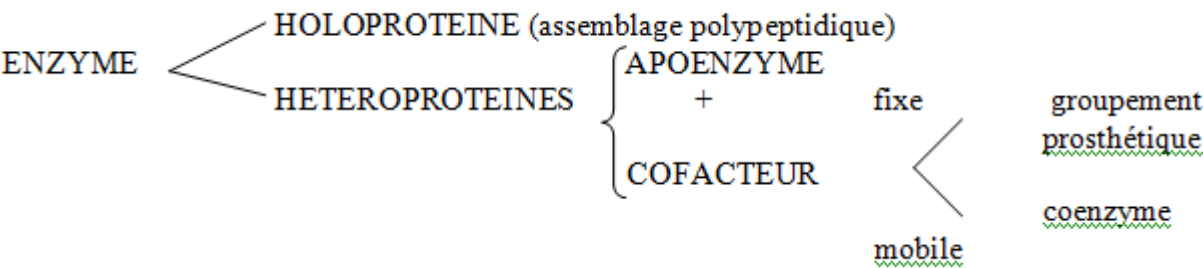 HOLOPROTEINE (assemblage polypeptidique)
ENZYME
APOENZYME
HETEROPROTEINES + fixe groupement
prosthétique
COFACTEUR
coenzyme
mobile